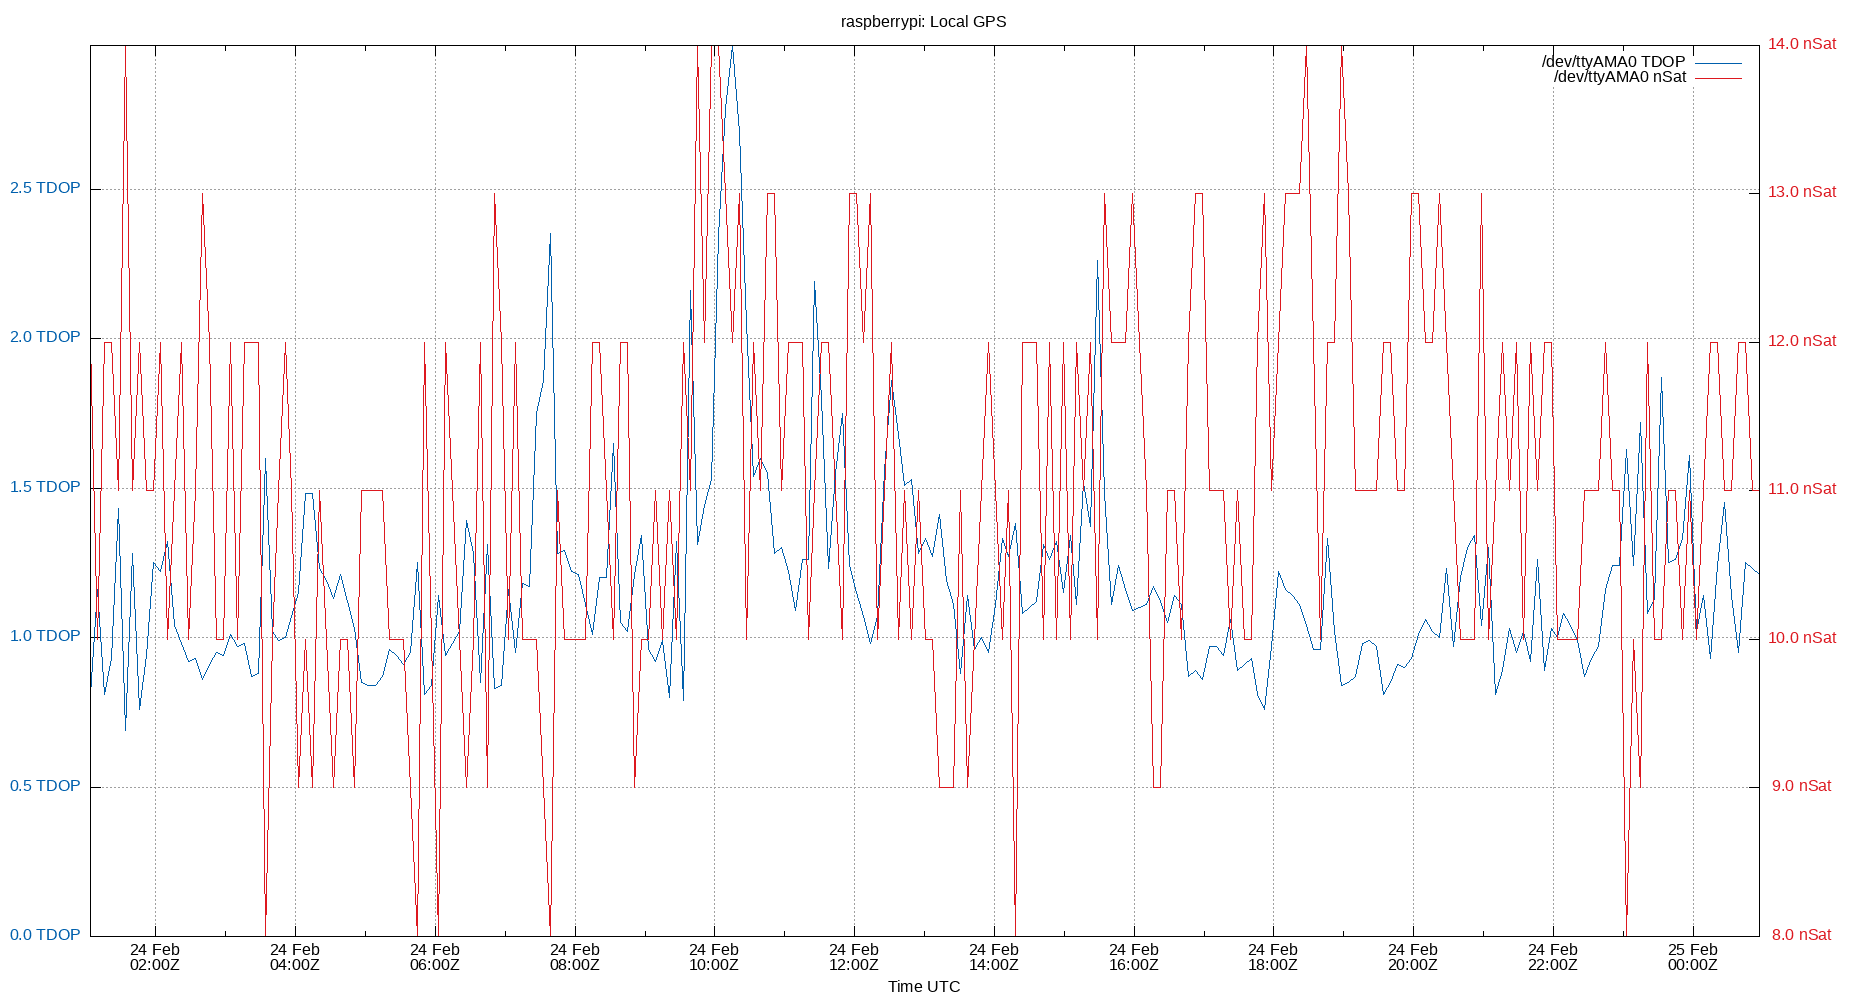 raspberrypi: Local GPS
14.0 nSat
/dev/ttyAMA0 TDOP
/dev/ttyAMA0 nSat
2.5 TDOP
13.0 nSat
2.0 TDOP
12.0 nSat
1.5 TDOP
11.0 nSat
1.0 TDOP
10.0 nSat
0.5 TDOP
9.0 nSat
0.0 TDOP
8.0 nSat
24 Feb 24 Feb 24 Feb 24 Feb 24 Feb 24 Feb 24 Feb 24 Feb 24 Feb 24 Feb 24 Feb 25 Feb
02:00Z 04:00Z 06:00Z 08:00Z 10:00Z 12:00Z 14:00Z 16:00Z 18:00Z 20:00Z 22:00Z 00:00Z
Time UTC